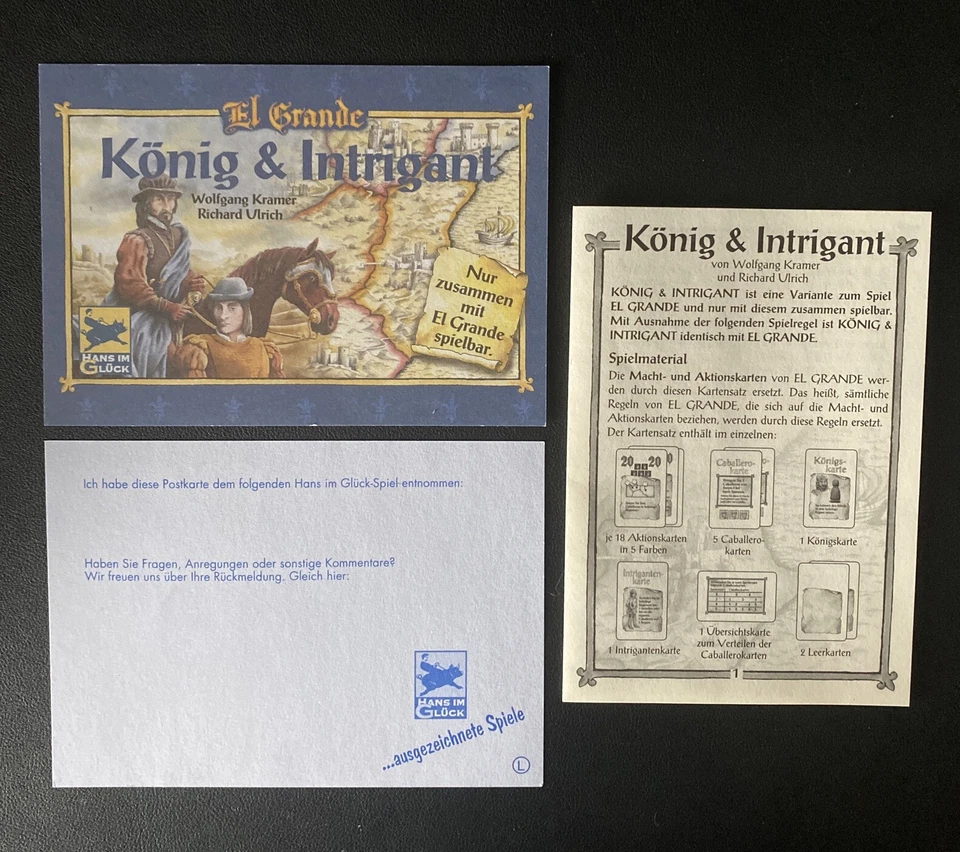 El Grande
König & Intrigant
Wolfgang Kramer
Richard Ulrich
Nur
zusammen
mit
El Grande
spielbar.
HANS IM
GLÜCK
Ich habe diese Postkarte dem folgenden Hans im Glück-Spiel entnommen:
Haben Sie Fragen, Anregungen oder sonstige Kommentare?
Wir freuen uns über Ihre Rückmeldung. Gleich hier:
HANS IM
GLÜCK
...ausgezeichnete Spiele
L
König & Intrigant
von Wolfgang Kramer
und Richard Ulrich
KÖNIG & INTRIGANT ist eine Variante zum Spiel
EL GRANDE und nur mit diesem zusammen spielbar.
Mit Ausnahme der folgenden Spielregel ist KÖNIG &
INTRIGANT identisch mit EL GRANDE.
Spielmaterial
Die Macht- und Aktionskarten von EL GRANDE wer-
den durch diesen Kartensatz ersetzt. Das heißt, sämtliche
Regeln von EL GRANDE, die sich auf die Macht- und
Aktionskarten beziehen, werden durch diese Regeln ersetzt.
Der Kartensatz enthält im einzelnen:
20 20
Caballero-
karte
Königs-
karte
je 18 Aktionskarten
in 5 Farben
5 Caballero-
karten
1 Königskarte
Intriganten-
karte
1 Intrigantenkarte
1 Übersichtskarte
zum Verteilen der
Caballerokarten
2 Leerkarten
1